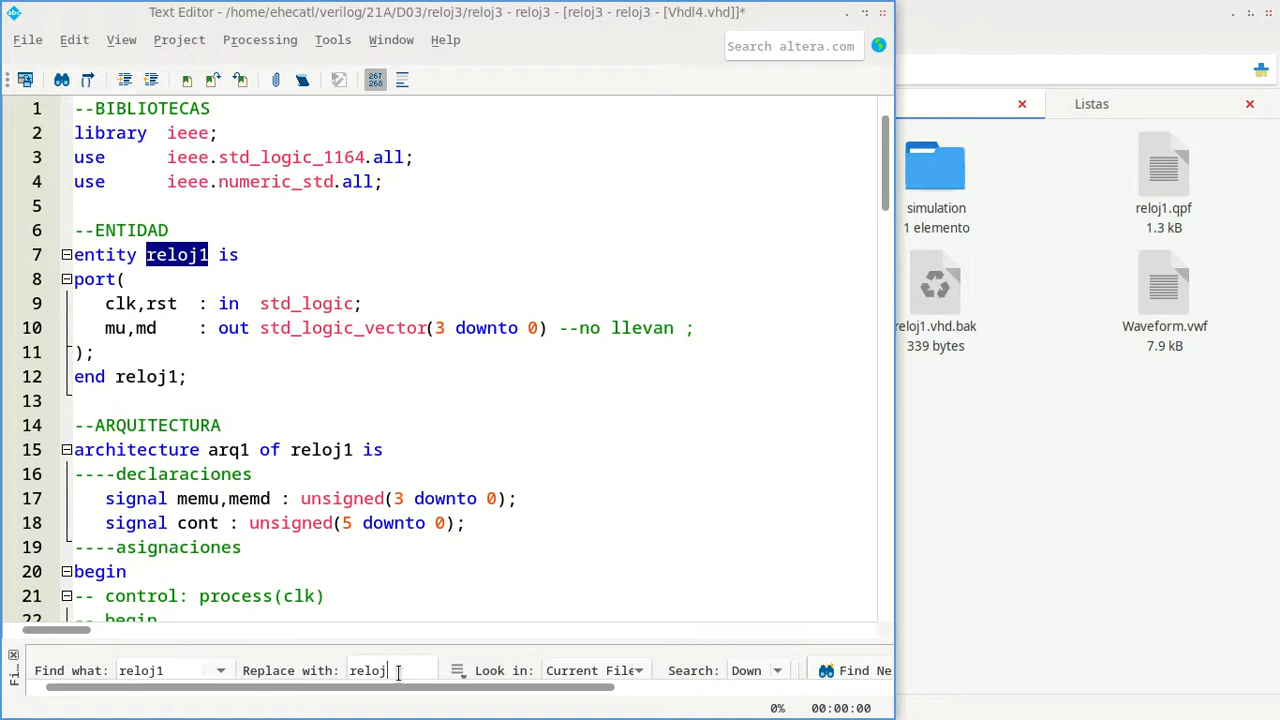 Text Editor - /home/ehecatl/verilog/21A/D03/reloj3/reloj3 - reloj3 - [reloj3 - reloj3 - [Vhdl4.vhd]]*
File Edit View Project Processing Tools Window Help
Search altera.com
267
268
Listas
1 --BIBLIOTECAS
2 library ieee;
3 use ieee.std_logic_1164.all;
4 use ieee.numeric_std.all;
5
6 --ENTIDAD
7 entity reloj1 is
8 port(
9 clk,rst : in std_logic;
10 mu,md : out std_logic_vector(3 downto 0) --no llevan ;
11 );
12 end reloj1;
13
14 --ARQUITECTURA
15 architecture arq1 of reloj1 is
16 ----declaraciones
17 signal memu,memd : unsigned(3 downto 0);
18 signal cont : unsigned(5 downto 0);
19 ----asignaciones
20 begin
21 -- control: process(clk)
22 -- begin
simulation
1 elemento
reloj1.qpf
1.3 kB
reloj1.vhd.bak
339 bytes
Waveform.vwf
7.9 kB
Fi...
Find what: reloj1 Replace with: reloj Look in: Current File Search: Down Find Ne
0% 00:00:00